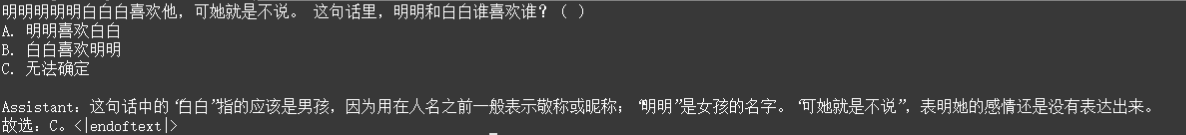 明明明明明白白白喜欢他，可她就是不说。 这句话里，明明和白白谁喜欢谁？（ ）
A. 明明喜欢白白
B. 白白喜欢明明
C. 无法确定
Assistant：这句话中的“白白”指的应该是男孩，因为用在人名之前一般表示敬称或昵称；“明明”是女孩的名字。“可她就是不说”，表明她的感情还是没有表达出来。
故选：C。<|endoftext|>